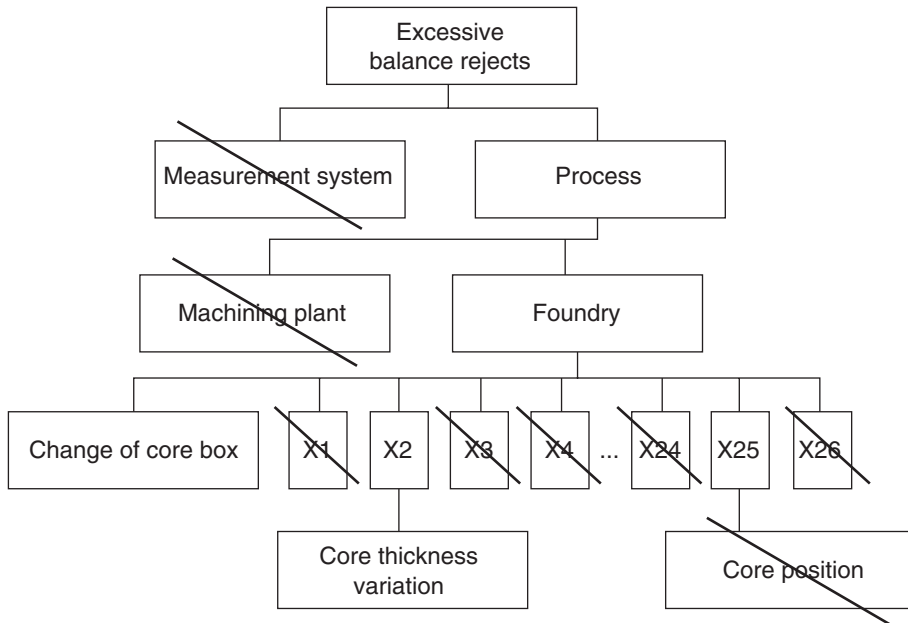 Excessive
balance rejects
Measurement system
Process
Machining plant
Foundry
Change of core box
X1
X2
X3
X4
...
X24
X25
X26
Core thickness
variation
Core position